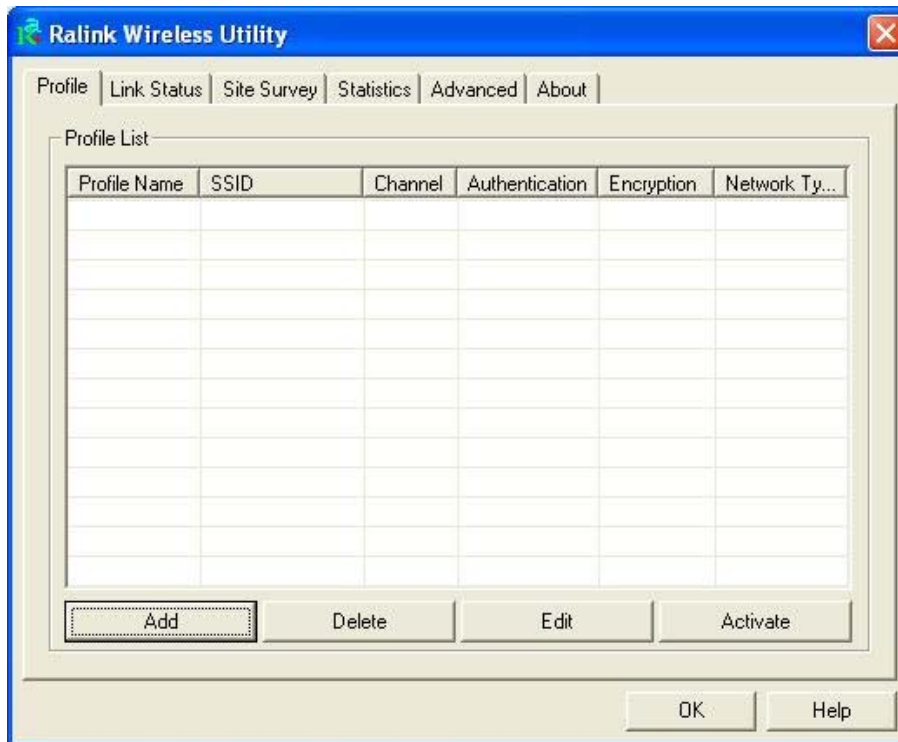 Ralink Wireless Utility
Profile Link Status Site Survey Statistics Advanced About
Profile List
Profile Name SSID Channel Authentication Encryption Network Ty...
Add Delete Edit Activate
OK Help